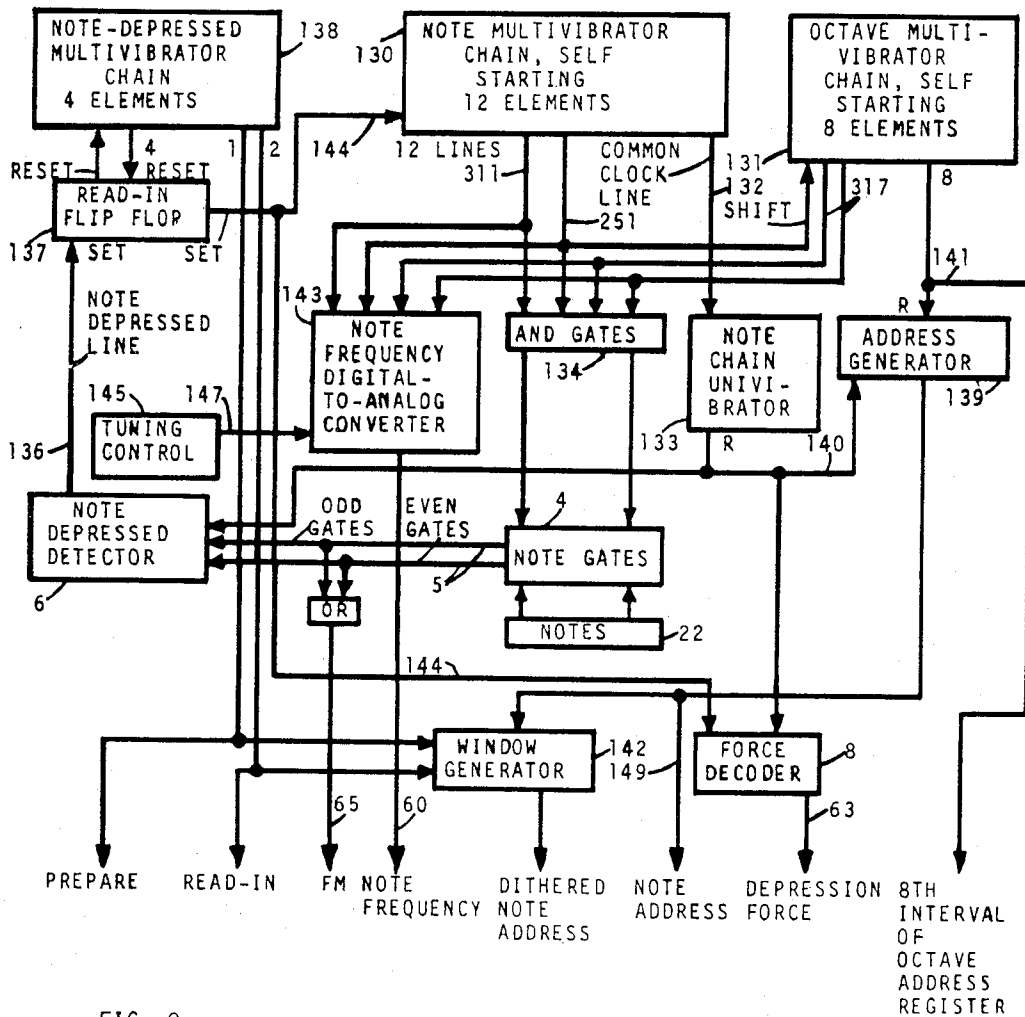 NOTE-DEPRESSED
MULTIVIBRATOR
CHAIN
4 ELEMENTS
138
130
NOTE MULTIVIBRATOR
CHAIN, SELF
STARTING
12 ELEMENTS
OCTAVE MULTI-
VIBRATOR
CHAIN, SELF
STARTING
8 ELEMENTS
4
1
2
144
12 LINES
311
COMMON
CLOCK
LINE
132
131
SHIFT
317
8
RESET
RESET
READ-IN
FLIP FLOP
137
SET
SET
251
141
NOTE
DEPRESSED
LINE
143
NOTE
FREQUENCY
DIGITAL-
TO-ANALOG
CONVERTER
AND GATES
134
NOTE
CHAIN
UNIVI-
BRATOR
133
R
R
ADDRESS
GENERATOR
139
145
147
TUNING
CONTROL
136
140
NOTE
DEPRESSED
DETECTOR
6
ODD
GATES
EVEN
GATES
4
5
NOTE GATES
OR
NOTES
22
144
WINDOW
GENERATOR
142
149
FORCE
DECODER
8
65
60
63
PREPARE
READ-IN
FM
NOTE
FREQUENCY
DITHERED
NOTE
ADDRESS
NOTE
ADDRESS
DEPRESSION
FORCE
8TH
INTERVAL
OF
OCTAVE
ADDRESS
REGISTER